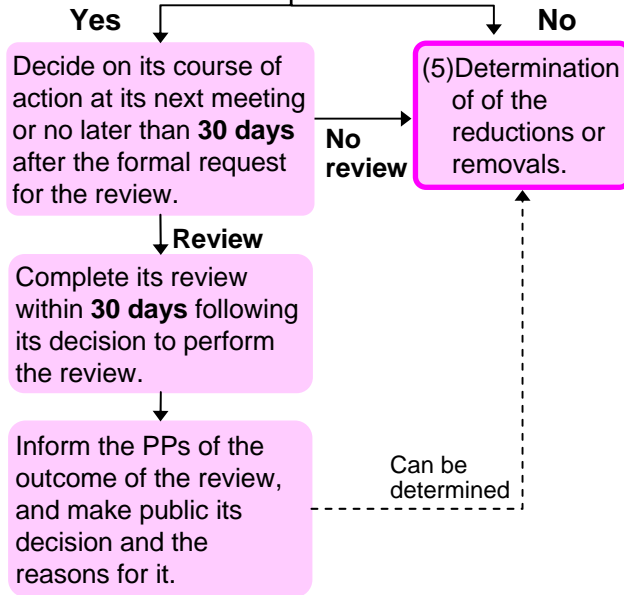 Yes
No
Decide on its course of
action at its next meeting
or no later than 30 days
after the formal request
for the review.
No
review
(5)Determination
of of the
reductions or
removals.
Review
Complete its review
within 30 days following
its decision to perform
the review.
Inform the PPs of the
outcome of the review,
and make public its
decision and the
reasons for it.
Can be
determined